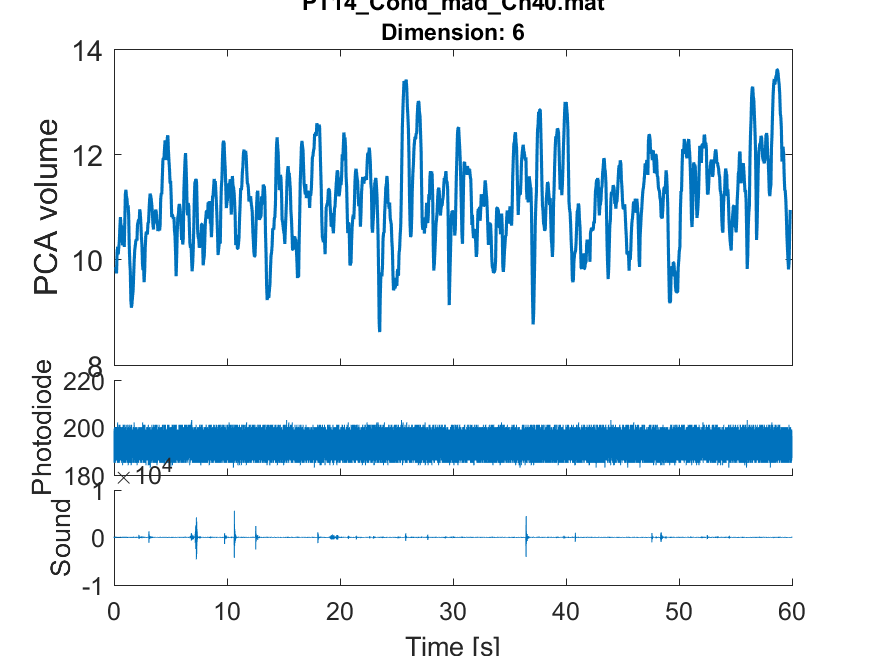 PT14_Cond_mad_Ch40.mat
Dimension: 6
14
12
10
8
PCA volume
220
200
180
Photodiode
×10⁴
1
0
-1
Sound
0 10 20 30 40 50 60
Time [s]